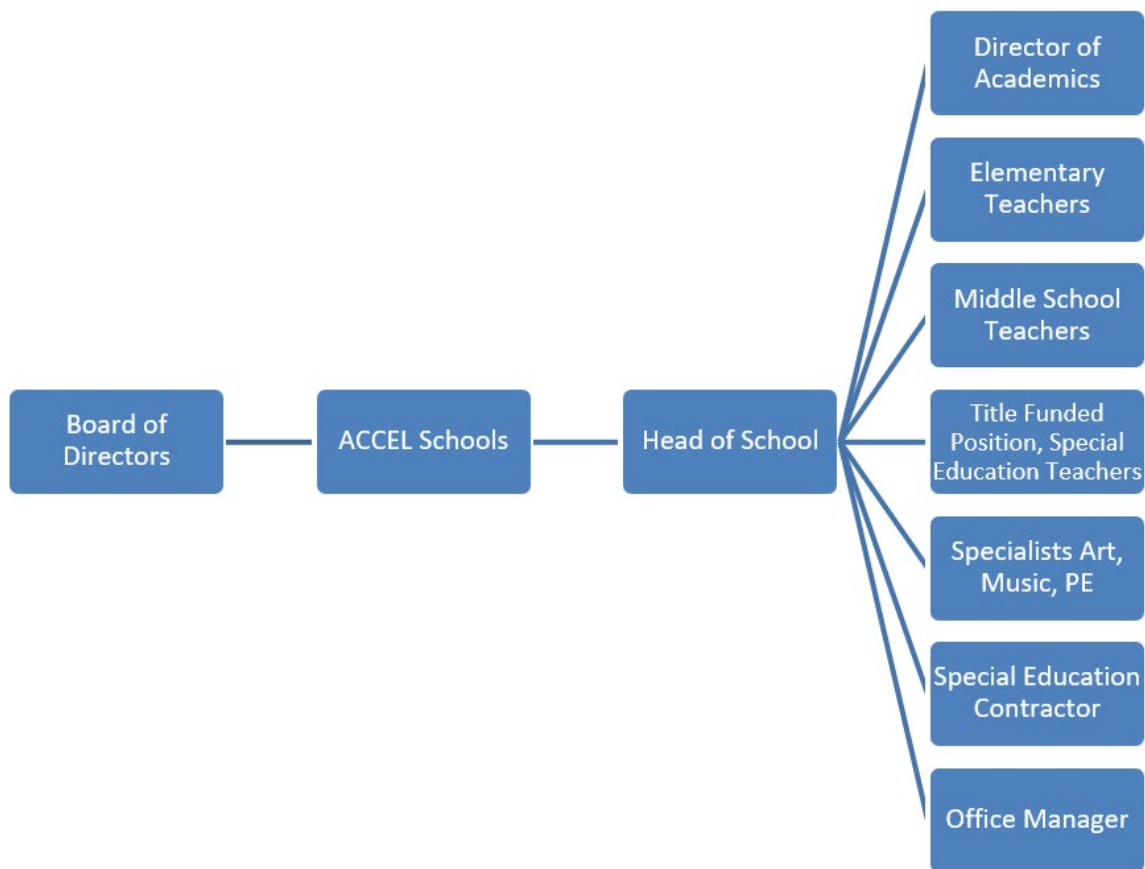 Board of
Directors
ACCEL Schools
Head of School
Director of
Academics
Elementary
Teachers
Middle School
Teachers
Title Funded
Position, Special
Education Teachers
Specialists Art,
Music, PE
Special Education
Contractor
Office Manager